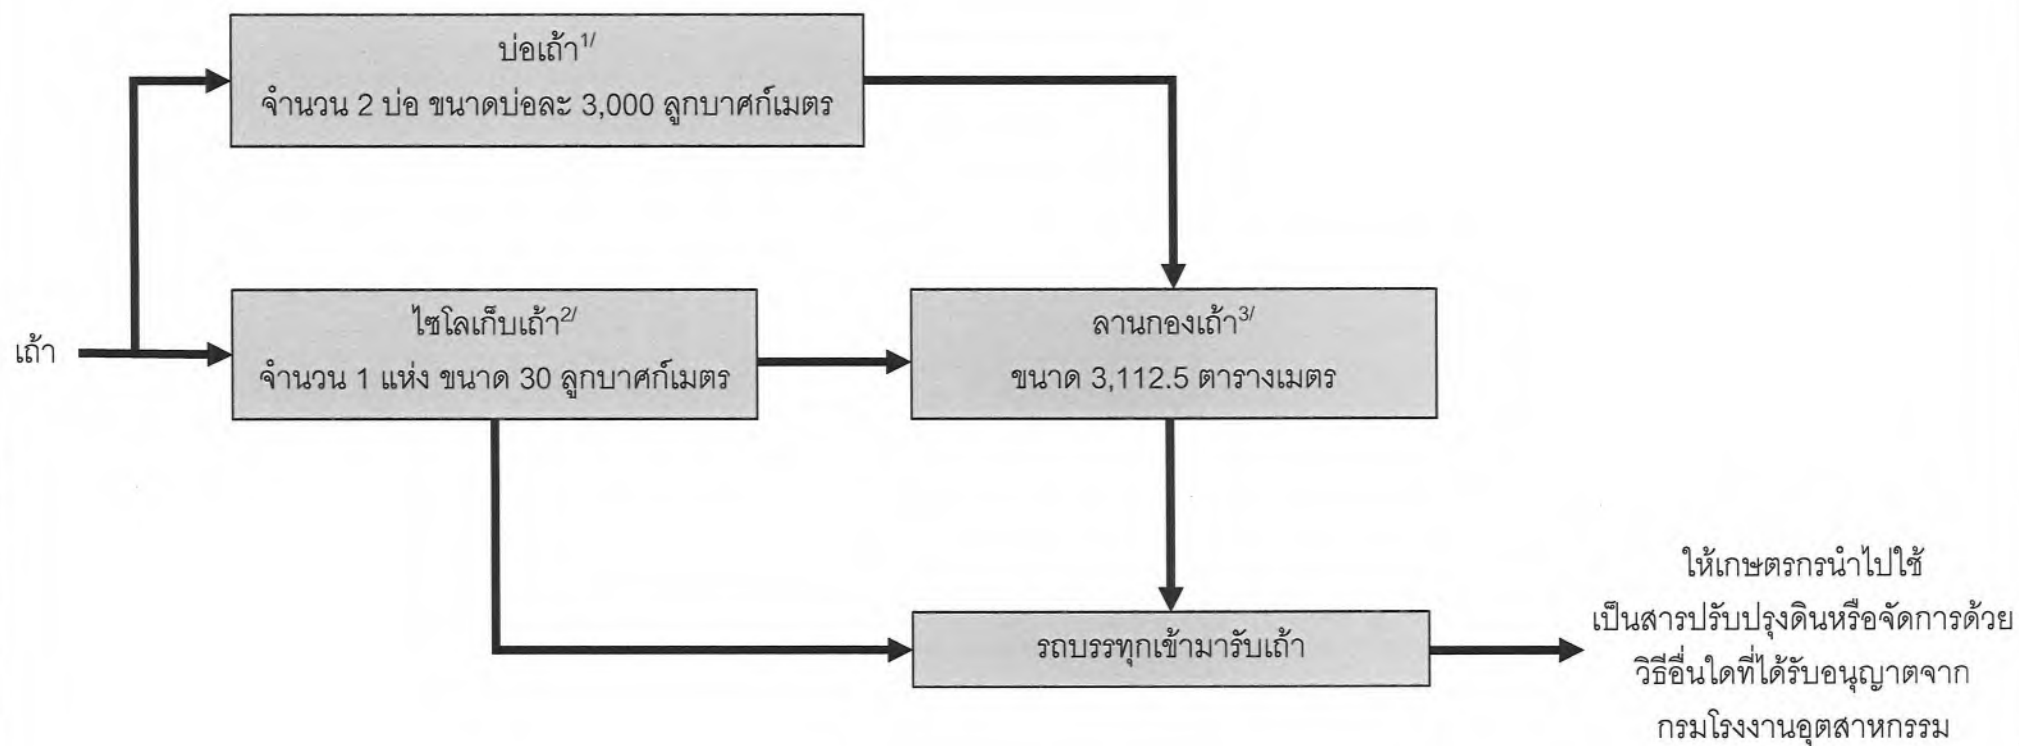 บ่อเถ้า1/
จำนวน 2 บ่อ ขนาดบ่อละ 3,000 ลูกบาศก์เมตร
เถ้า
ไซโลเก็บเถ้า2/
จำนวน 1 แห่ง ขนาด 30 ลูกบาศก์เมตร
ลานกองเถ้า3/
ขนาด 3,112.5 ตารางเมตร
รถบรรทุกเข้ามารับเถ้า
ให้เกษตรกรนำไปใช้
เป็นสารปรับปรุงดินหรือจัดการด้วย
วิธีอื่นใดที่ได้รับอนุญาตจาก
กรมโรงงานอุตสาหกรรม